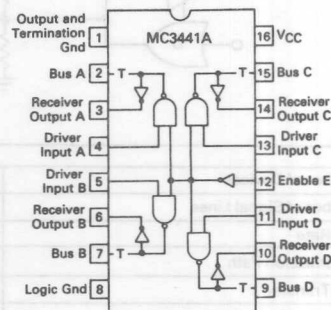 Output and
Termination
Gnd
1
MC3441A
16 VCC
Bus A 2 T
T 15 Bus C
Receiver
Output A
3
14 Receiver
Output C
Driver
Input A
4
13 Driver
Input C
Driver
Input B
5
12 Enable E
Receiver
Output B
6
11 Driver
Input D
Bus B 7 T
10 Receiver
Output D
Logic Gnd 8
T 9 Bus D